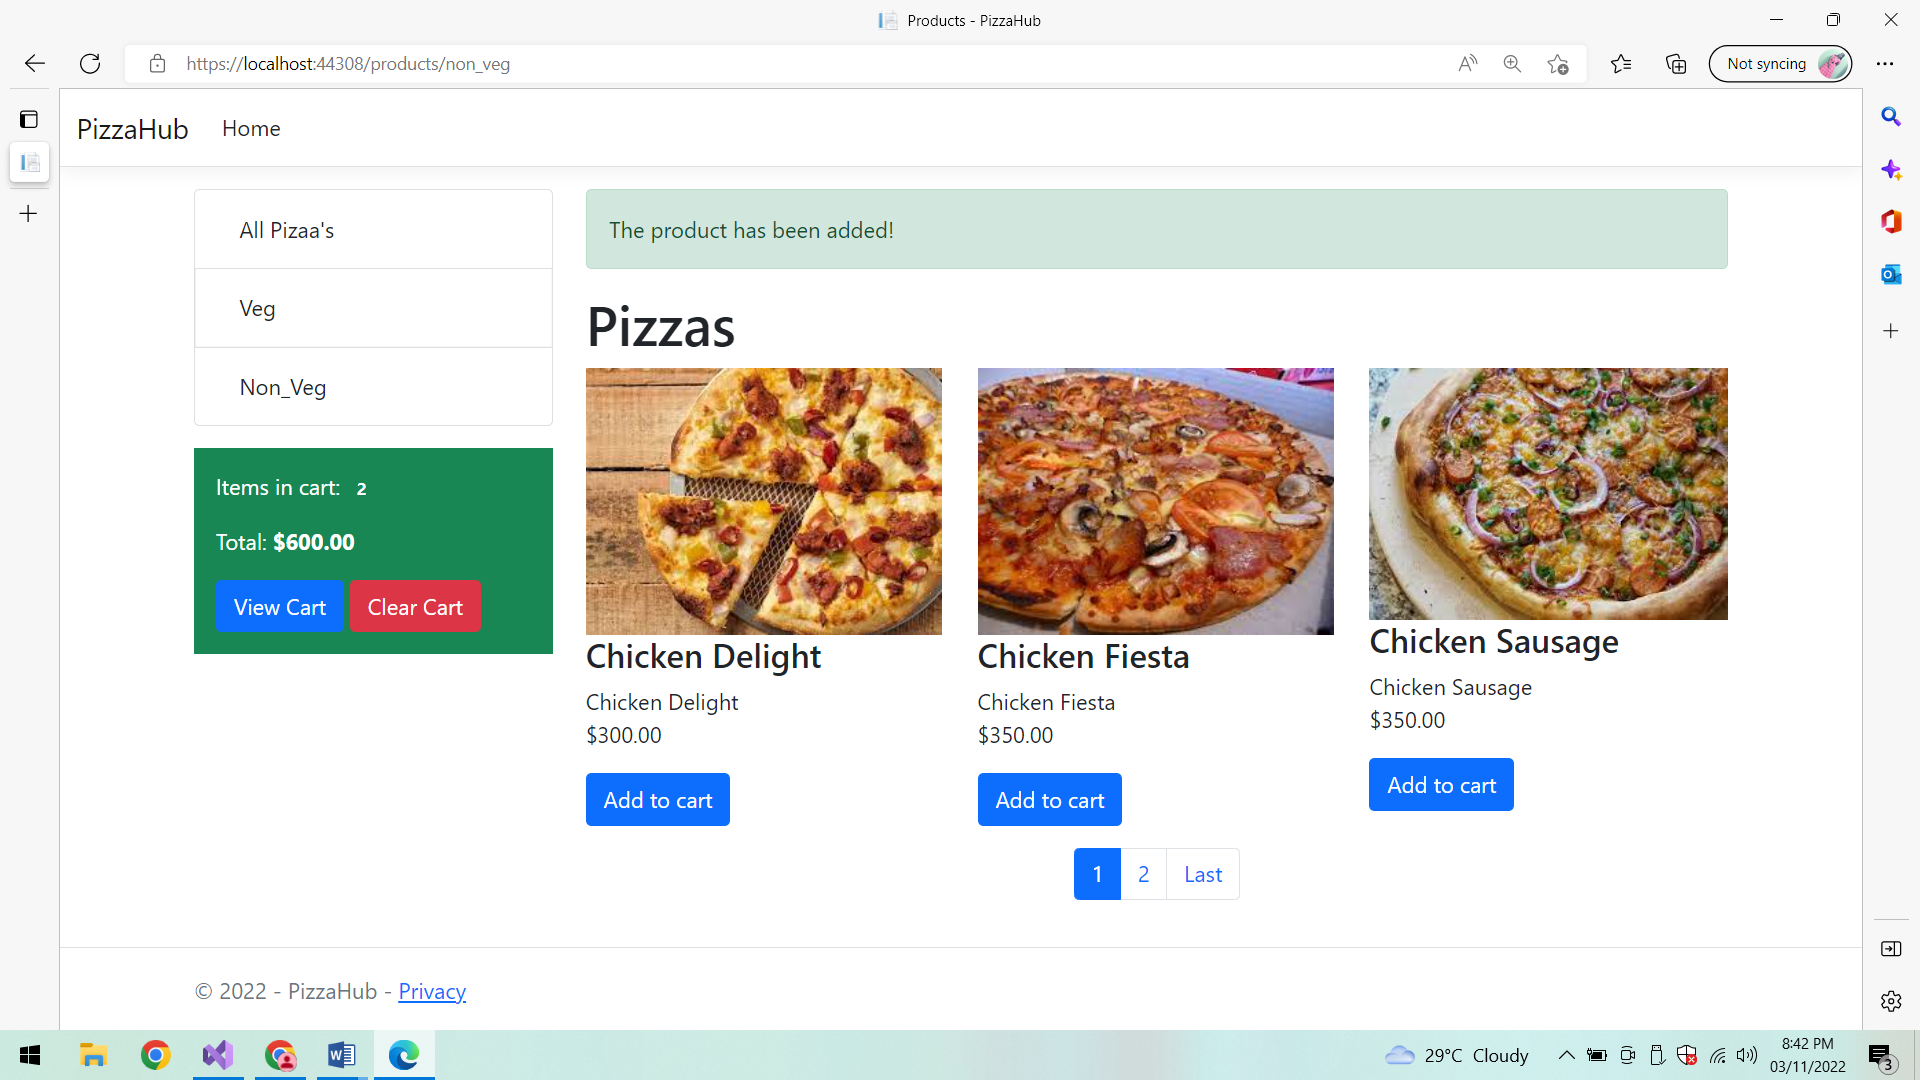 Products - PizzaHub
https://localhost:44308/products/non_veg
Not syncing
PizzaHub Home
All Pizaa's
Veg
Non_Veg
Items in cart: 2
Total: $600.00
View Cart Clear Cart
The product has been added!
Pizzas
Chicken Delight
Chicken Delight
$300.00
Add to cart
Chicken Fiesta
Chicken Fiesta
$350.00
Add to cart
Chicken Sausage
Chicken Sausage
$350.00
Add to cart
1 2 Last
© 2022 - PizzaHub - Privacy
29°C Cloudy
8:42 PM
03/11/2022
3